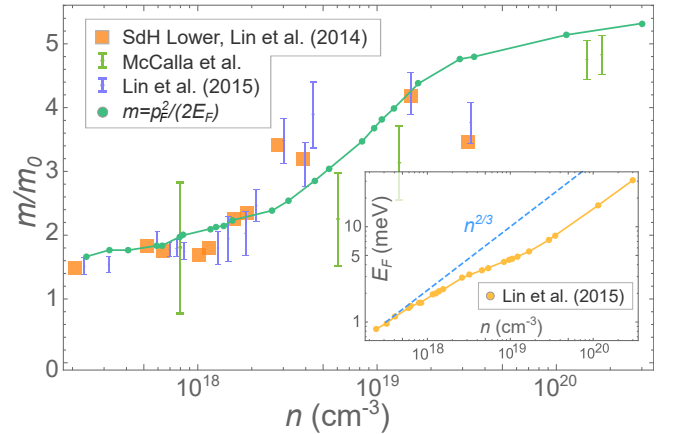 SdH Lower, Lin et al. (2014)
McCalla et al.
Lin et al. (2015)
m=p_F^2/(2E_F)
m/m_0
6
5
4
3
2
1
0
10^18
10^19
10^20
n (cm^-3)
n^2/3
E_F (meV)
10
5
1
Lin et al. (2015)
10^18
10^19
10^20
n (cm^-3)